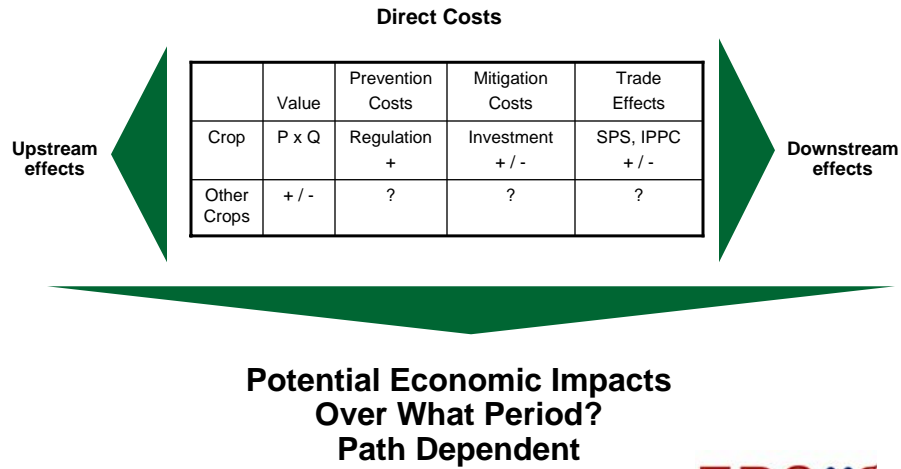 Direct Costs
Value
Prevention Costs
Mitigation Costs
Trade Effects
Crop
P x Q
Regulation +
Investment + / -
SPS, IPPC + / -
Other Crops
+ / -
?
?
?
Upstream
effects
Downstream
effects
Potential Economic Impacts
Over What Period?
Path Dependent